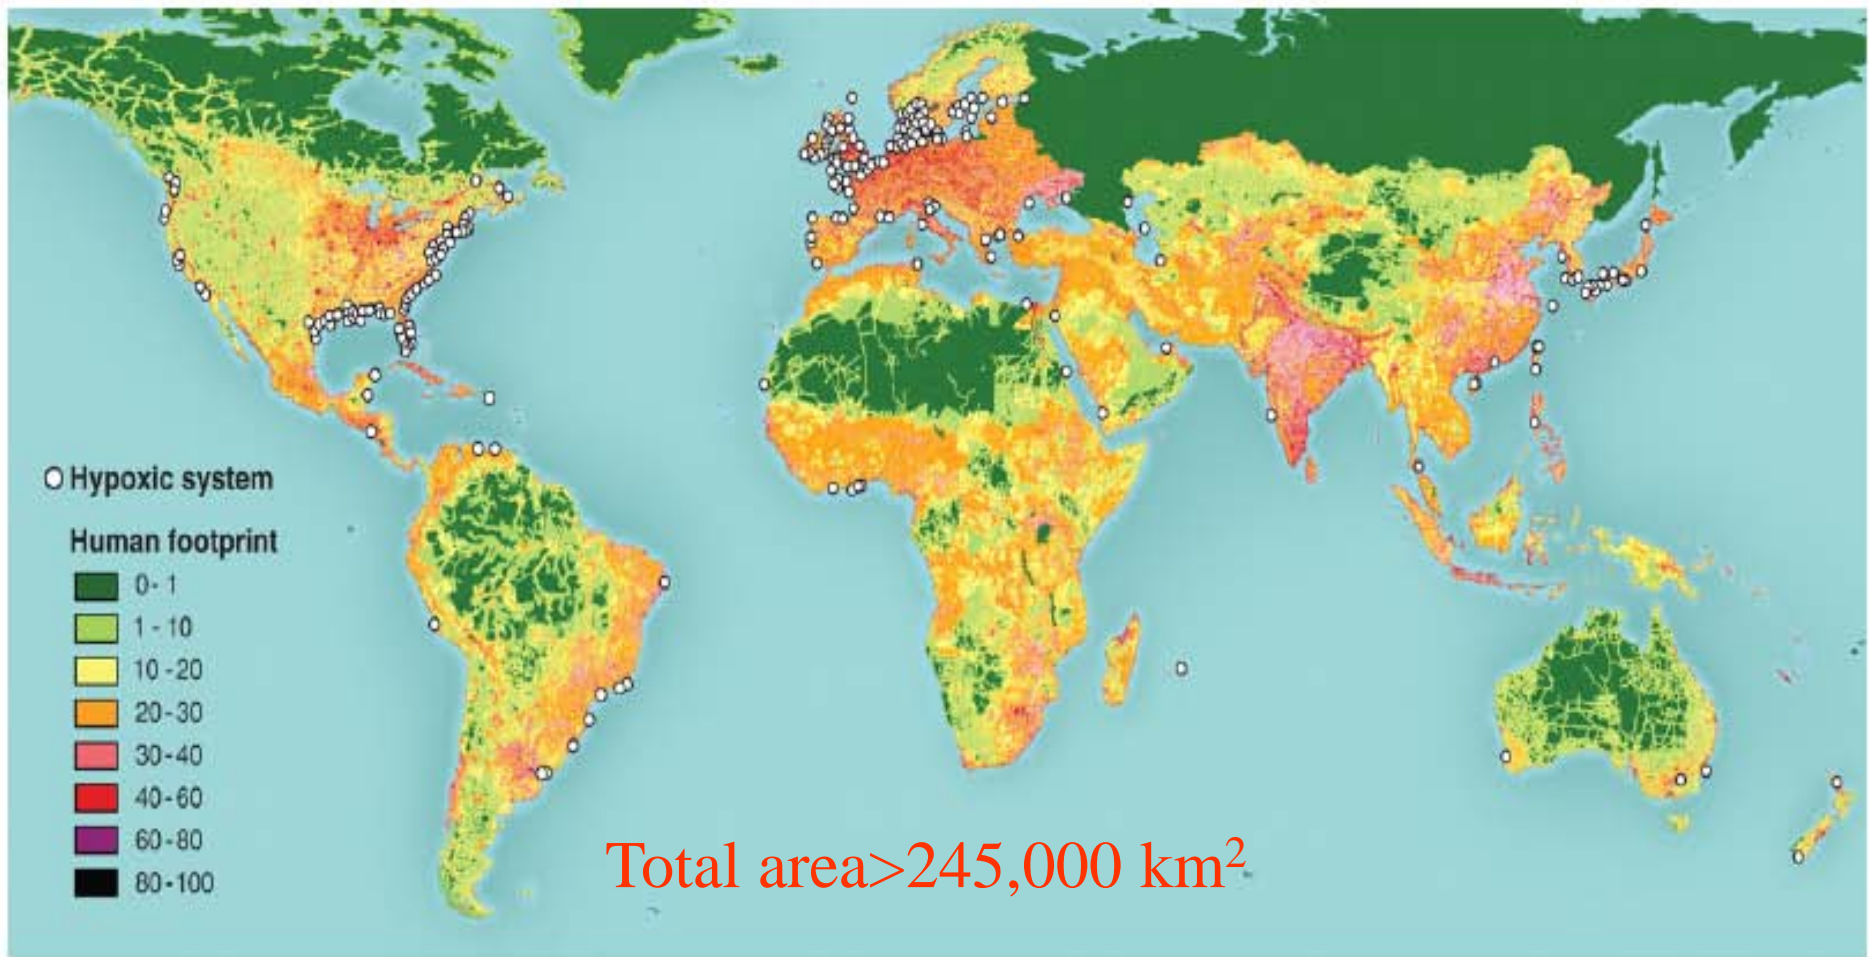 Hypoxic system
Human footprint
0-1
1-10
10-20
20-30
30-40
40-60
60-80
80-100
Total area>245,000 km²